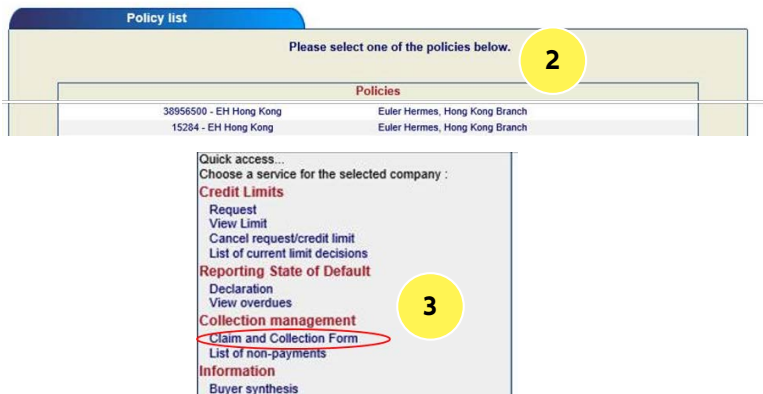 Policy list
Please select one of the policies below.
2
Policies
38956500 - EH Hong Kong Euler Hermes, Hong Kong Branch
15284 - EH Hong Kong Euler Hermes, Hong Kong Branch
Quick access...
Choose a service for the selected company :
Credit Limits
Request
View Limit
Cancel request/credit limit
List of current limit decisions
Reporting State of Default
Declaration
View overdues
3
Collection management
Claim and Collection Form
List of non-payments
Information
Buyer synthesis